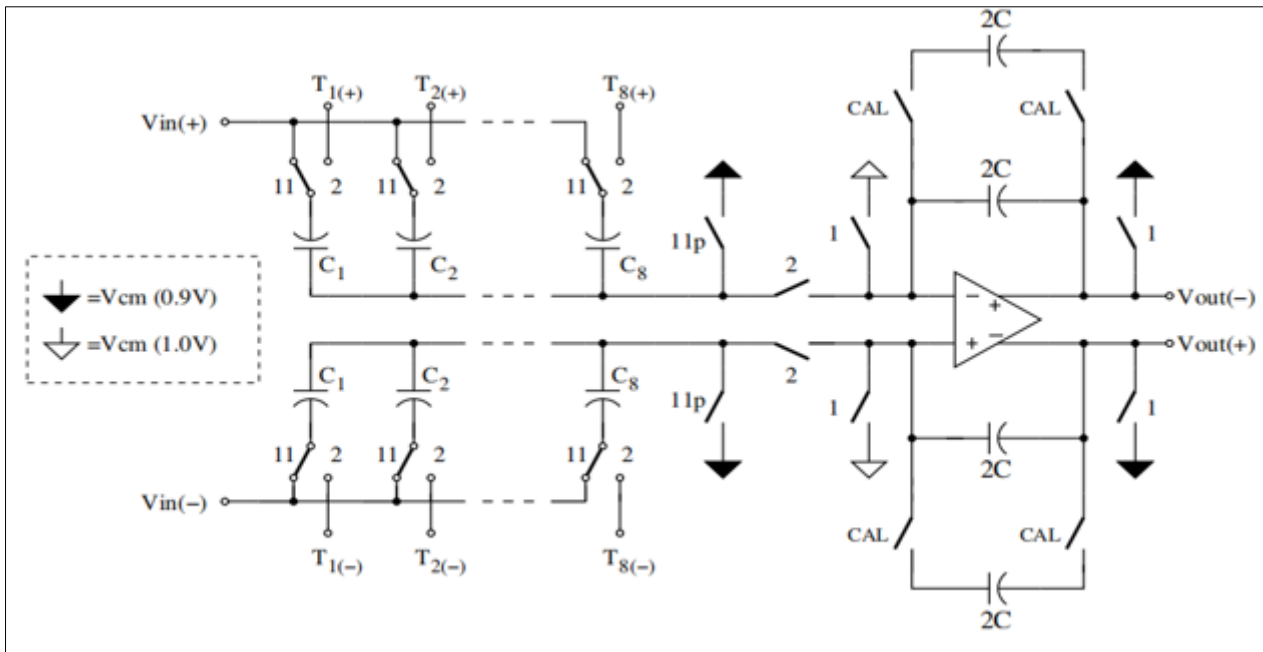 2C
T1(+) T2(+) T8(+)
CAL CAL
Vin(+)
2C
11 2 11 2 11 2
11p 1 1
C1 C2 C8
2
=Vcm (0.9V)
− +
Vout(−)
=Vcm (1.0V)
+ −
Vout(+)
C1 C2 C8
2
11p 1 1
11 2 11 2 11 2
2C
Vin(−)
CAL CAL
T1(−) T2(−) T8(−)
2C